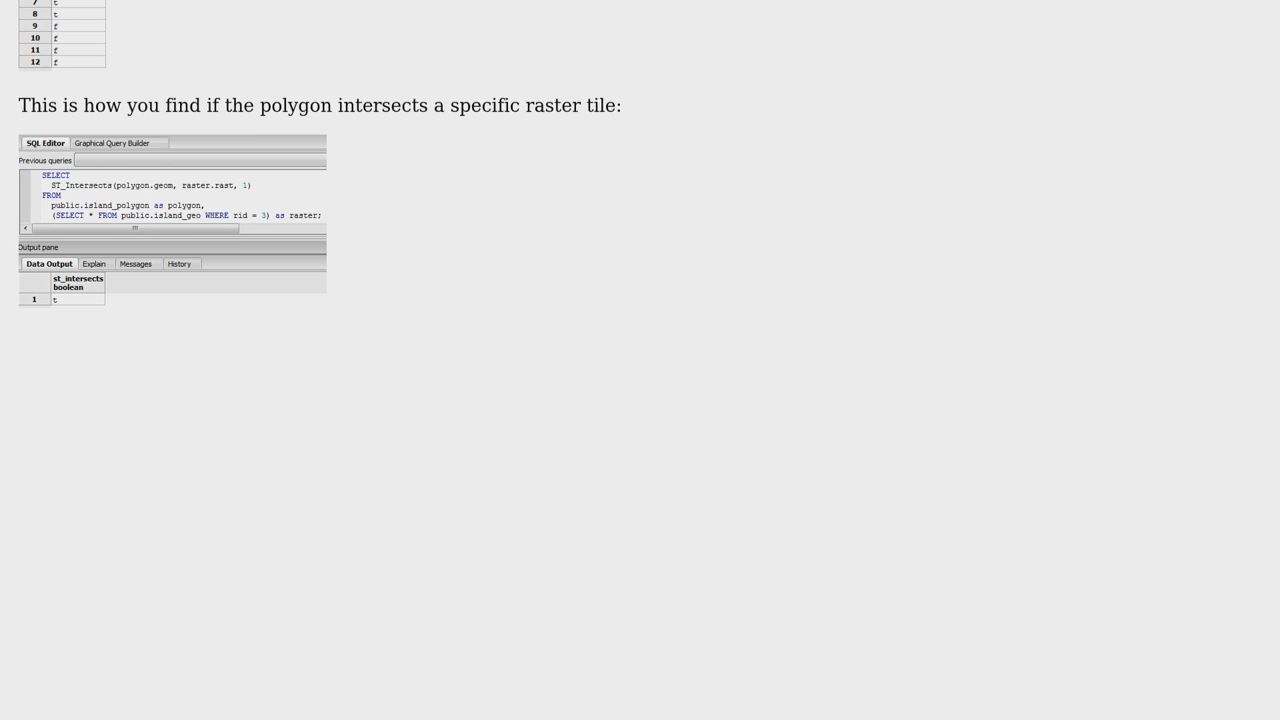 7 t
8 t
9 f
10 f
11 f
12 f
This is how you find if the polygon intersects a specific raster tile:
SQL Editor Graphical Query Builder
Previous queries
SELECT
ST_Intersects(polygon.geom, raster.rast, 1)
FROM
public.island_polygon as polygon,
(SELECT * FROM public.island_geo WHERE rid = 3) as raster;
Output pane
Data Output Explain Messages History
st_intersects
boolean
1 t